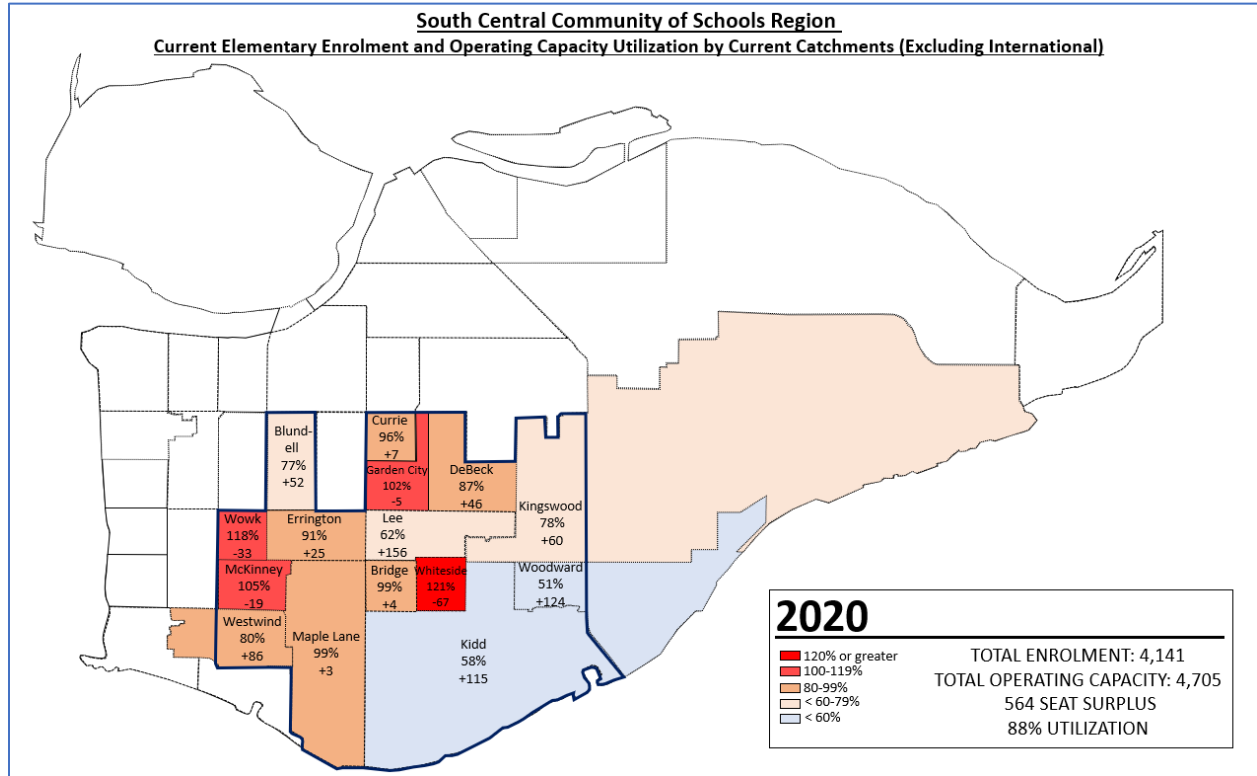 South Central Community of Schools Region
Current Elementary Enrolment and Operating Capacity Utilization by Current Catchments (Excluding International)
Blund-
ell
77%
+52
Currie
96%
+7
Garden City
102%
-5
DeBeck
87%
+46
Kingswood
78%
+60
Wowk
118%
-33
Errington
91%
+25
Lee
62%
+156
McKinney
105%
-19
Bridge
99%
+4
Whiteside
121%
-67
Woodward
51%
+124
Westwind
80%
+86
Maple Lane
99%
+3
Kidd
58%
+115
2020
120% or greater
100-119%
80-99%
< 60-79%
< 60%
TOTAL ENROLMENT: 4,141
TOTAL OPERATING CAPACITY: 4,705
564 SEAT SURPLUS
88% UTILIZATION